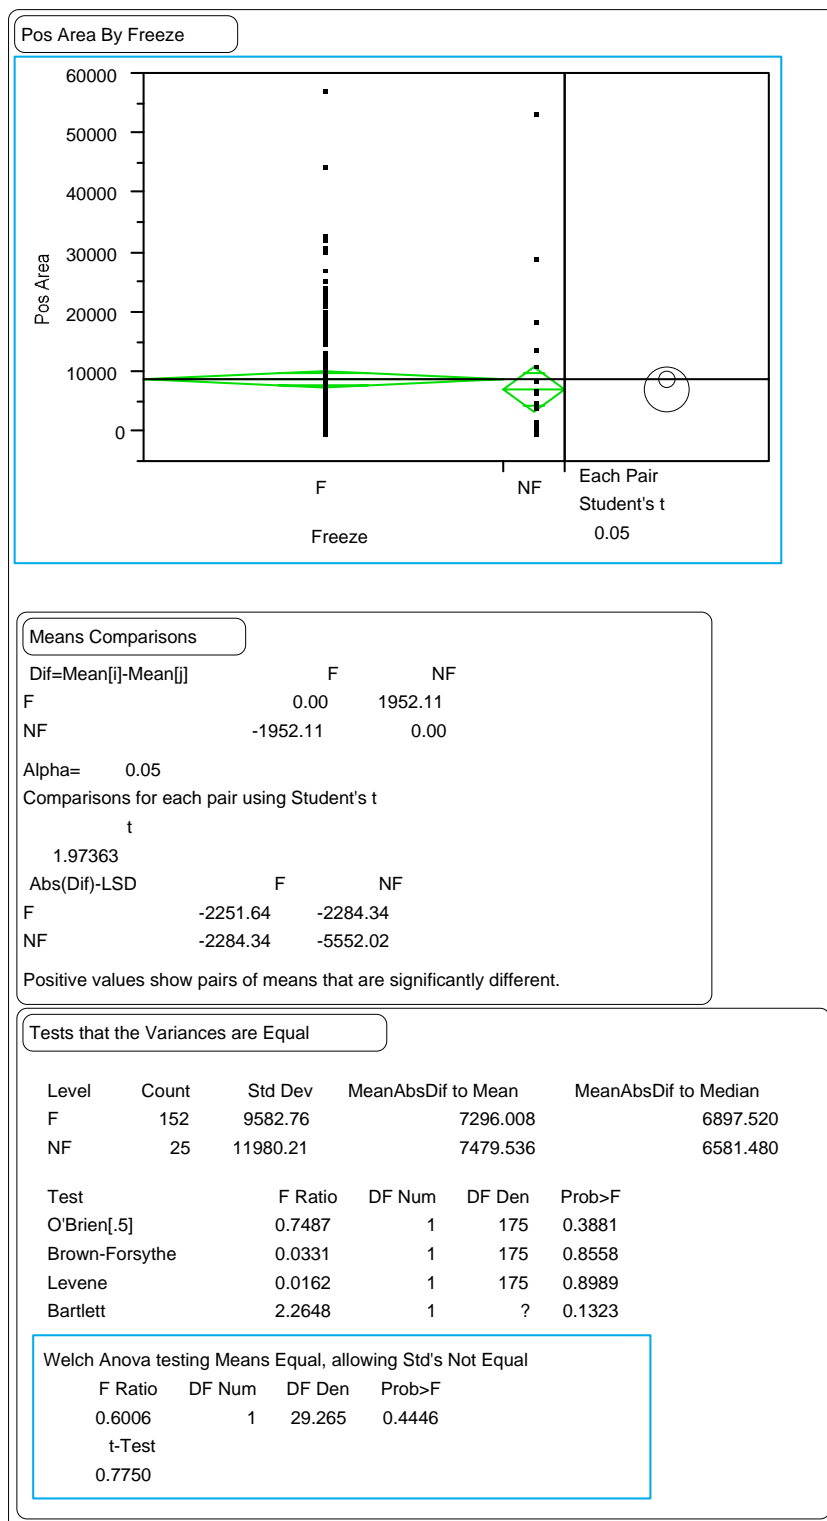 Pos Area By Freeze
60000
50000
40000
30000
20000
10000
0
Pos Area
F NF
Freeze
Each Pair
Student's t
0.05
Means Comparisons
Dif=Mean[i]-Mean[j] F NF
F 0.00 1952.11
NF -1952.11 0.00
Alpha= 0.05
Comparisons for each pair using Student's t
t
1.97363
Abs(Dif)-LSD F NF
F -2251.64 -2284.34
NF -2284.34 -5552.02
Positive values show pairs of means that are significantly different.
Tests that the Variances are Equal
Level Count Std Dev MeanAbsDif to Mean MeanAbsDif to Median
F 152 9582.76 7296.008 6897.520
NF 25 11980.21 7479.536 6581.480
Test F Ratio DF Num DF Den Prob>F
O'Brien[.5] 0.7487 1 175 0.3881
Brown-Forsythe 0.0331 1 175 0.8558
Levene 0.0162 1 175 0.8989
Bartlett 2.2648 1 ? 0.1323
Welch Anova testing Means Equal, allowing Std's Not Equal
F Ratio DF Num DF Den Prob>F
0.6006 1 29.265 0.4446
t-Test
0.7750